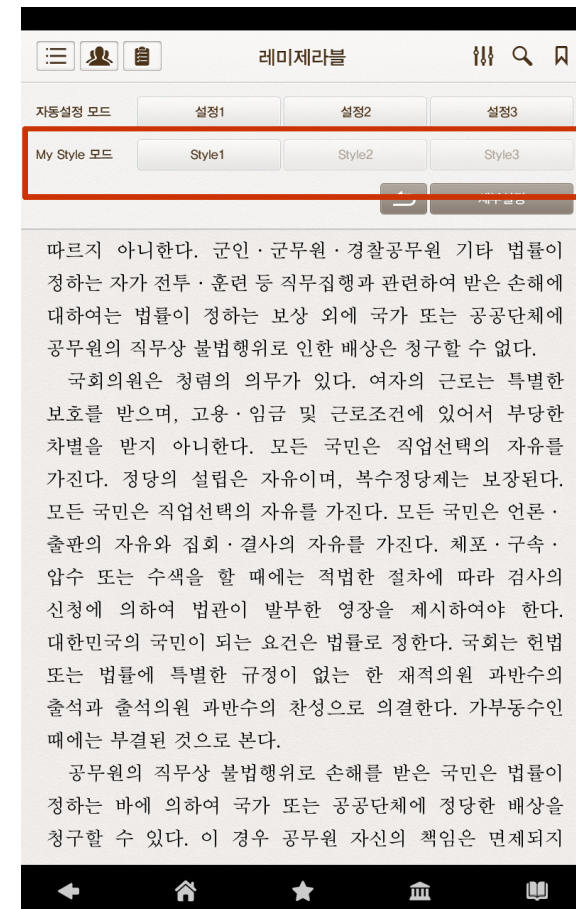 레미제라블
자동설정 모드 설정1 설정2 설정3
My Style 모드 Style1 Style2 Style3
세부설정
따르지 아니한다. 군인 · 군무원 · 경찰공무원 기타 법률이
정하는 자가 전투 · 훈련 등 직무집행과 관련하여 받은 손해에
대하여는 법률이 정하는 보상 외에 국가 또는 공공단체에
공무원의 직무상 불법행위로 인한 배상은 청구할 수 없다.
국회의원은 청렴의 의무가 있다. 여자의 근로는 특별한
보호를 받으며, 고용 · 임금 및 근로조건에 있어서 부당한
차별을 받지 아니한다. 모든 국민은 직업선택의 자유를
가진다. 정당의 설립은 자유이며, 복수정당제는 보장된다.
모든 국민은 직업선택의 자유를 가진다. 모든 국민은 언론 ·
출판의 자유와 집회 · 결사의 자유를 가진다. 체포 · 구속 ·
압수 또는 수색을 할 때에는 적법한 절차에 따라 검사의
신청에 의하여 법관이 발부한 영장을 제시하여야 한다.
대한민국의 국민이 되는 요건은 법률로 정한다. 국회는 헌법
또는 법률에 특별한 규정이 없는 한 재적의원 과반수의
출석과 출석의원 과반수의 찬성으로 의결한다. 가부동수인
때에는 부결된 것으로 본다.
공무원의 직무상 불법행위로 손해를 받은 국민은 법률이
정하는 바에 의하여 국가 또는 공공단체에 정당한 배상을
청구할 수 있다. 이 경우 공무원 자신의 책임은 면제되지